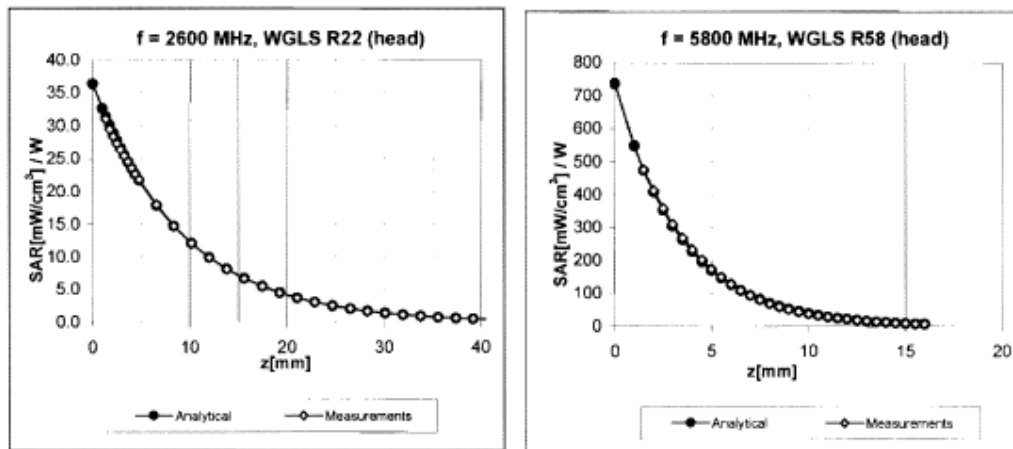 f = 2600 MHz, WGLS R22 (head)
SAR[mW/cm³] / W
40.0
35.0
30.0
25.0
20.0
15.0
10.0
5.0
0.0
0 10 20 30 40
z[mm]
Analytical Measurements
f = 5800 MHz, WGLS R58 (head)
SAR[mW/cm³] / W
800
700
600
500
400
300
200
100
0
0 5 10 15 20
z[mm]
Analytical Measurements